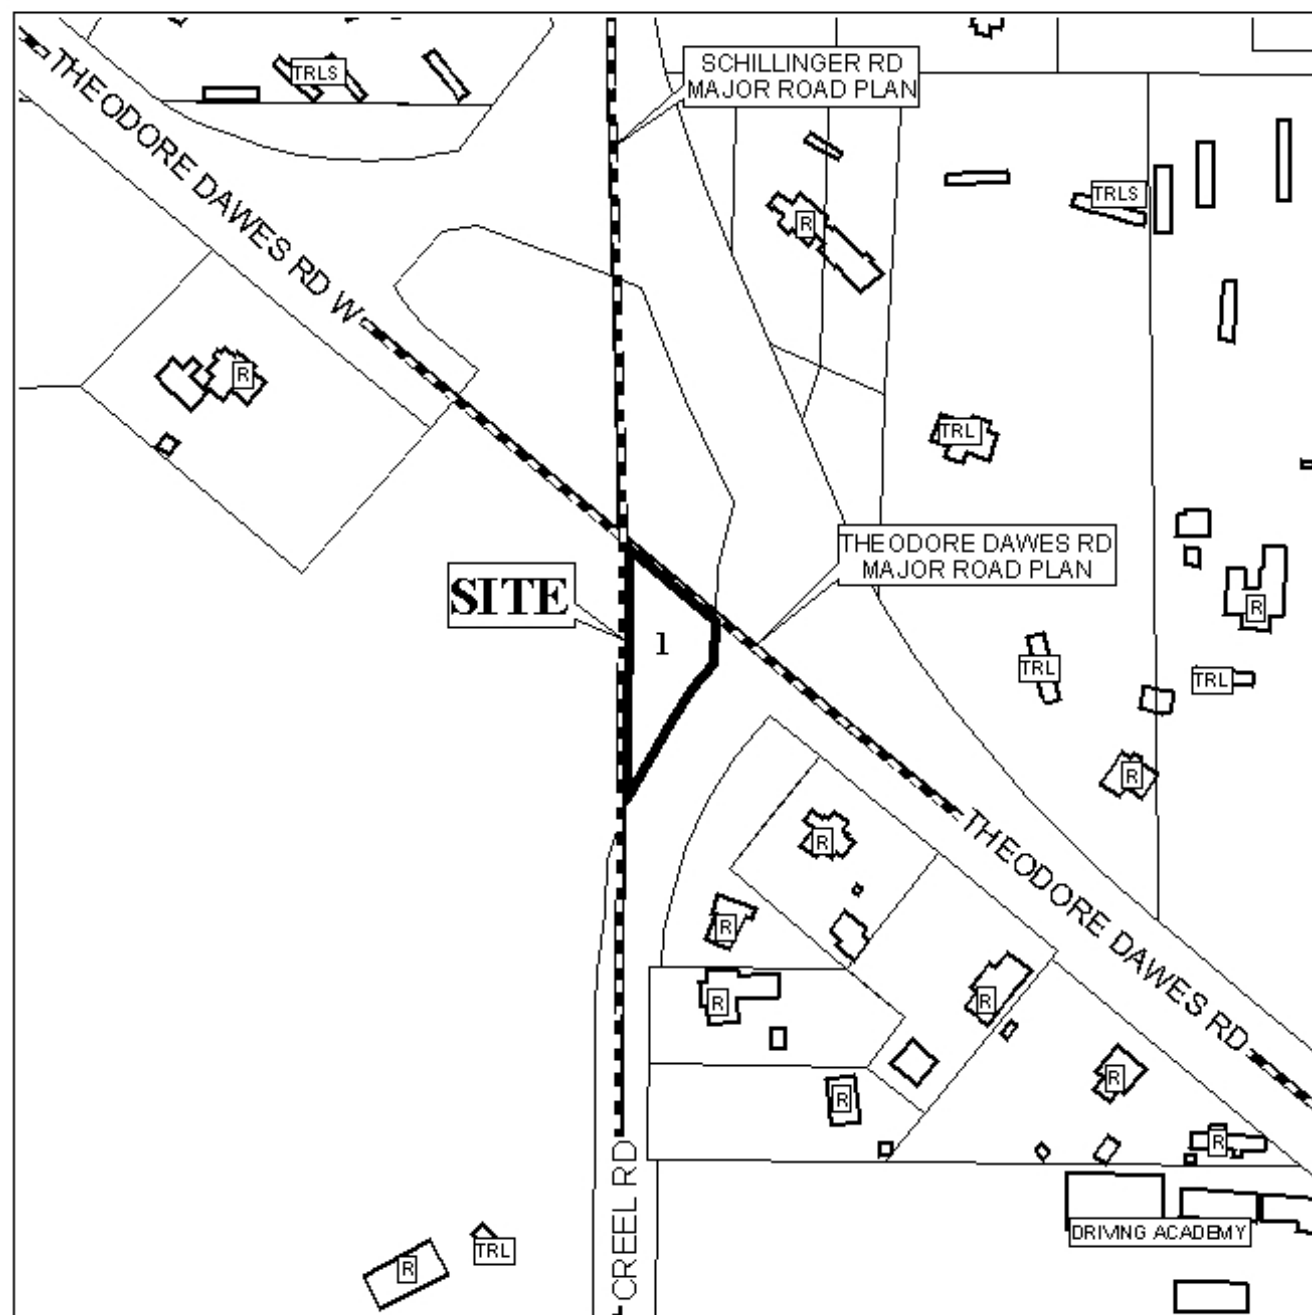 SCHILLINGER RD
MAJOR ROAD PLAN
TRLS
THEODORE DAWES RD W
TRLS
R
R
TRL
THEODORE DAWES RD
MAJOR ROAD PLAN
SITE
1
R
TRL
TRL
R
R
THEODORE DAWES RD
R
R
R
R
R
R
CREEL RD
DRIVING ACADEMY
TRL
R